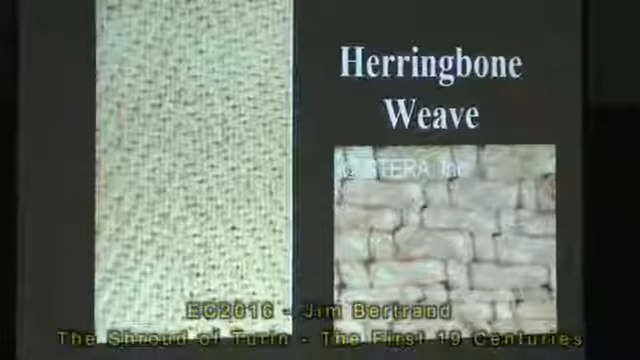 Herringbone
Weave
STERA Inc
EC2016 - Jim Bertrand
The Shroud of Turin - The First 19 Centuries